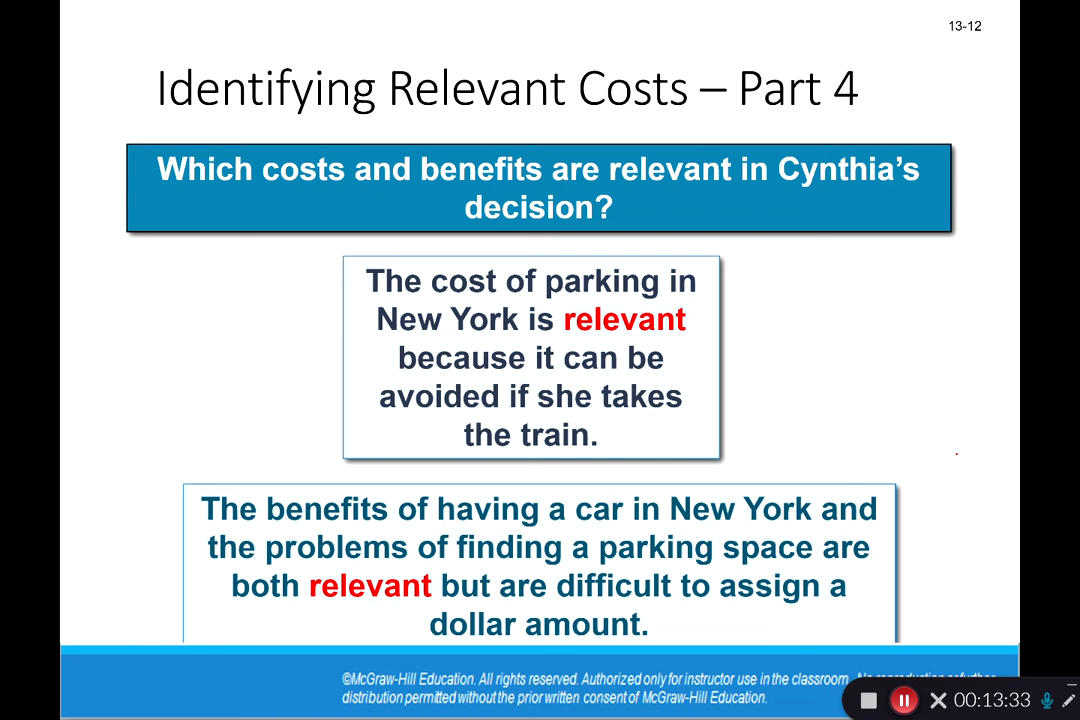 13-12
Identifying Relevant Costs – Part 4
Which costs and benefits are relevant in Cynthia's
decision?
The cost of parking in
New York is relevant
because it can be
avoided if she takes
the train.
The benefits of having a car in New York and
the problems of finding a parking space are
both relevant but are difficult to assign a
dollar amount.
©McGraw-Hill Education. All rights reserved. Authorized only for instructor use in the classroom.
distribution permitted without the prior written consent of McGraw-Hill Education.
00:13:33